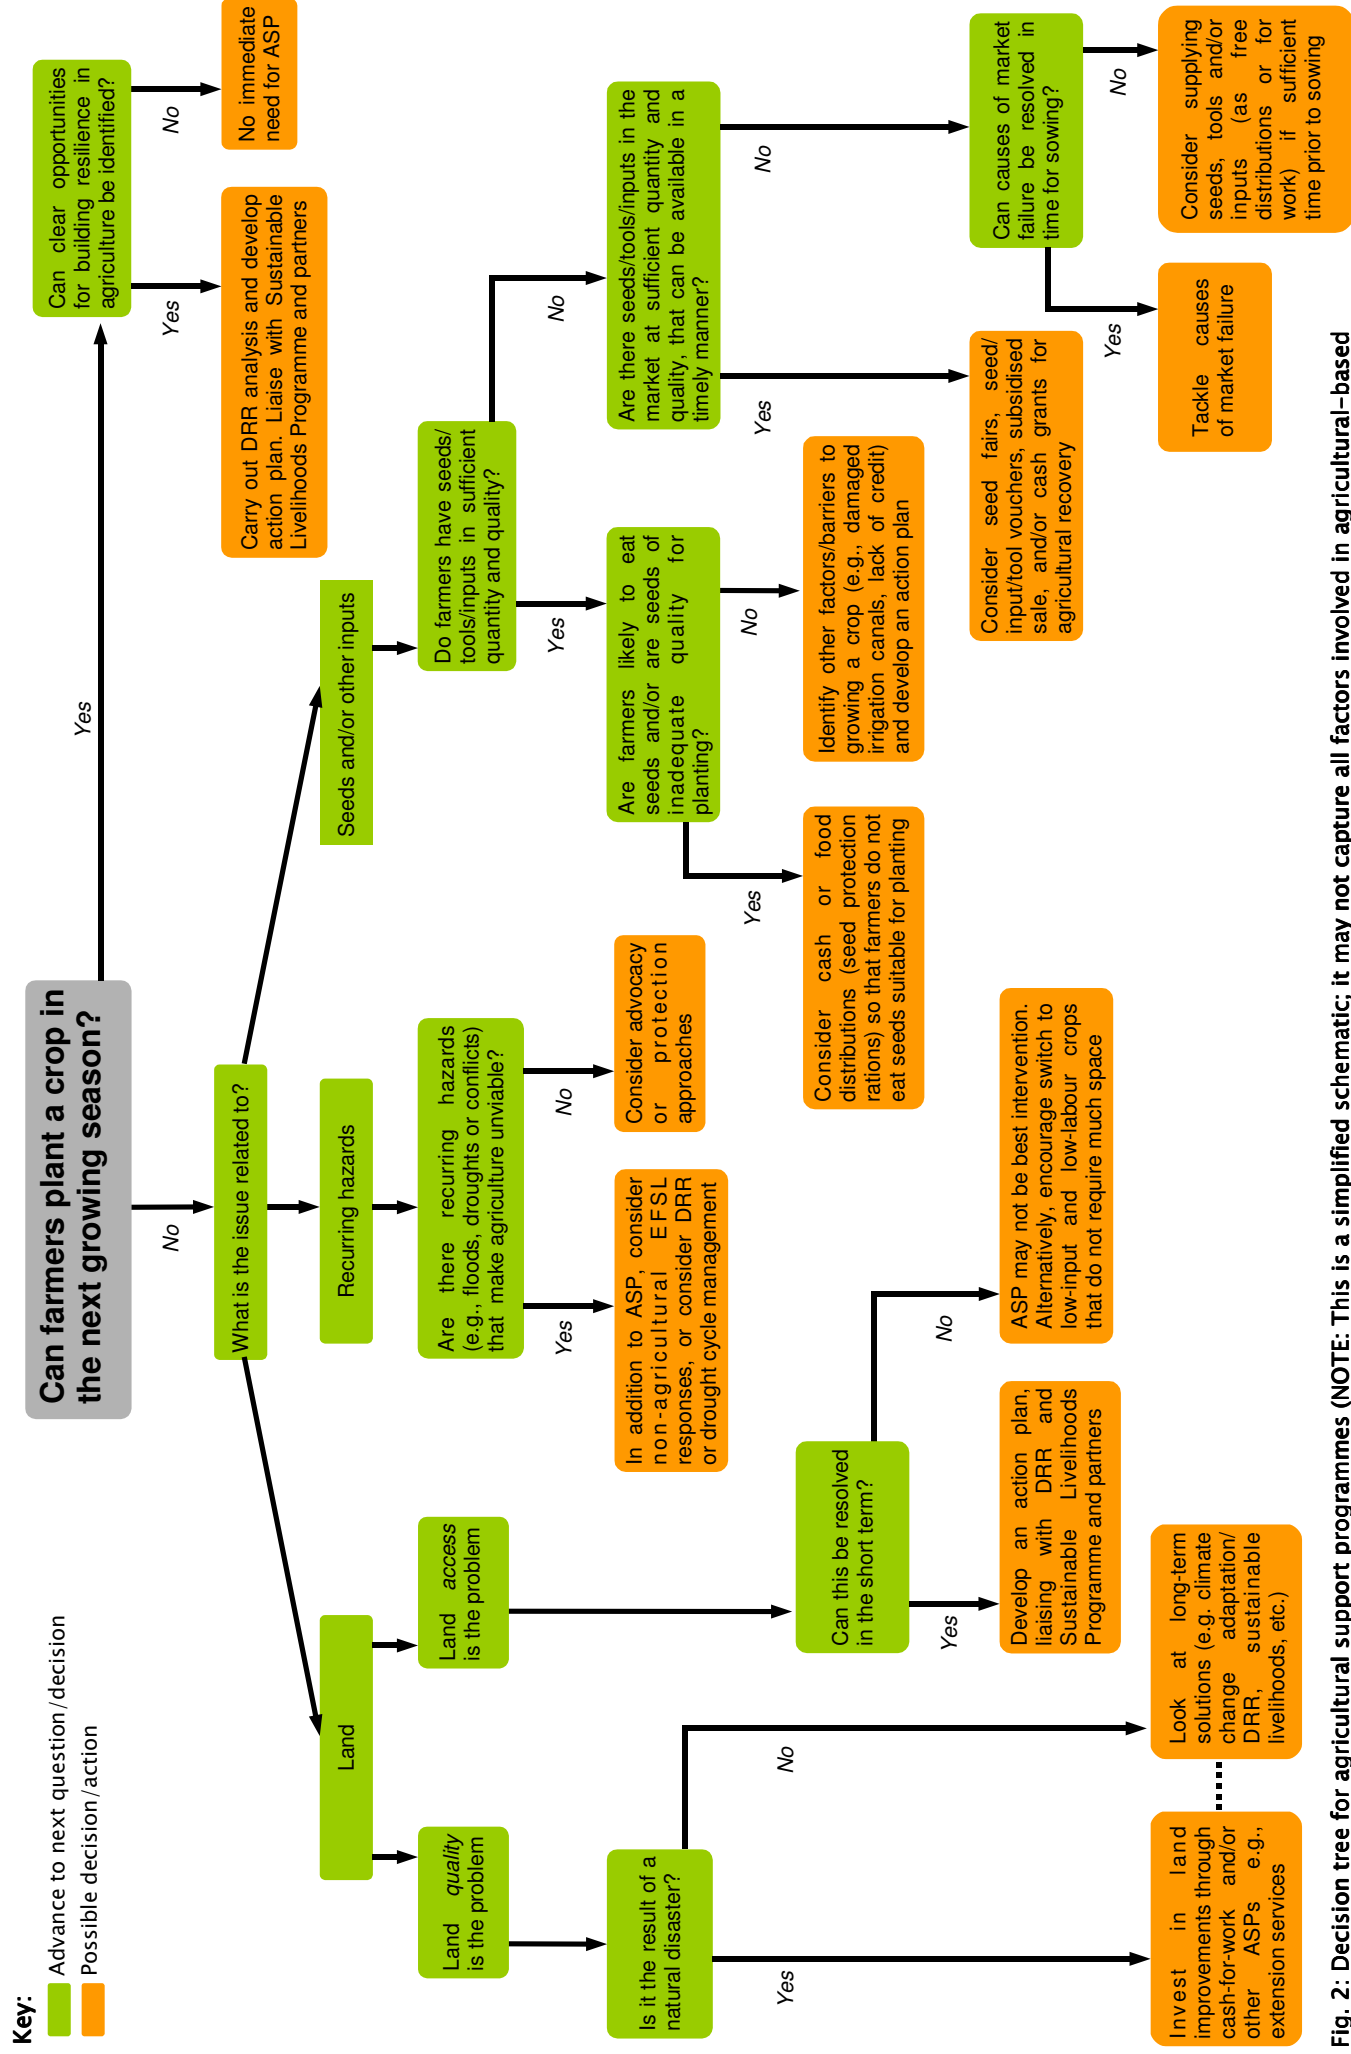 Key:
Advance to next question/decision
Possible decision/action
Can farmers plant a crop in
the next growing season?
Yes
Can clear opportunities
for building resilience in
agriculture be identified?
Yes
No
Carry out DRR analysis and develop
action plan. Liaise with Sustainable
Livelihoods Programme and partners
No immediate
need for ASP
No
What is the issue related to?
Land
Recurring hazards
Seeds and/or other inputs
Land quality
is the problem
Land access
is the problem
Are there recurring hazards
(e.g., floods, droughts or conflicts)
that make agriculture unviable?
Do farmers have seeds/
tools/inputs in sufficient
quantity and quality?
Yes
No
Yes
No
Is it the result of a
natural disaster?
In addition to ASP, consider
non-agricultural EFSL
responses, or consider DRR
or drought cycle management
Consider advocacy
or protection
approaches
Are farmers likely to eat
seeds and/or are seeds of
inadequate quality for
planting?
Are there seeds/tools/inputs in the
market at sufficient quantity and
quality, that can be available in a
timely manner?
Yes
No
Yes
No
Yes
No
Can this be resolved
in the short term?
Consider cash or food
distributions (seed protection
rations) so that farmers do not
eat seeds suitable for planting
Identify other factors/barriers to
growing a crop (e.g., damaged
irrigation canals, lack of credit)
and develop an action plan
Yes
No
Develop an action plan,
liaising with DRR and
Sustainable Livelihoods
Programme and partners
ASP may not be best intervention.
Alternatively, encourage switch to
low-input and low-labour crops
that do not require much space
Consider seed fairs, seed/
input/tool vouchers, subsidised
sale, and/or cash grants for
agricultural recovery
Can causes of market
failure be resolved in
time for sowing?
Yes
No
Invest in land
improvements through
cash-for-work and/or
other ASPs e.g.,
extension services
Look at long-term
solutions (e.g. climate
change adaptation/
DRR, sustainable
livelihoods, etc.)
Tackle causes
of market failure
Consider supplying
seeds, tools and/or
inputs (as free
distributions or for
work) if sufficient
time prior to sowing
Fig. 2: Decision tree for agricultural support programmes (NOTE: This is a simplified schematic; it may not capture all factors involved in agricultural-based